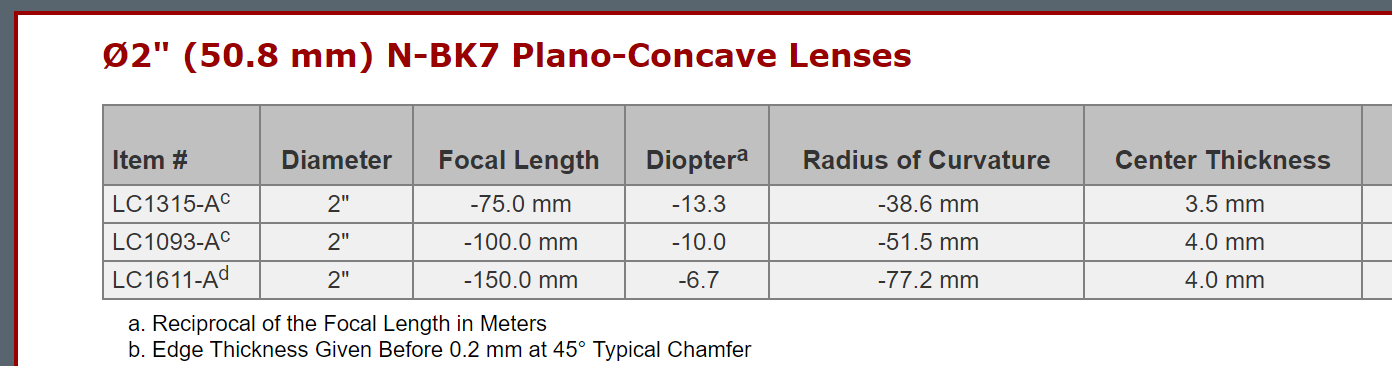 Ø2" (50.8 mm) N-BK7 Plano-Concave Lenses
Item # Diameter Focal Length Dioptera Radius of Curvature Center Thickness
LC1315-Ac 2" -75.0 mm -13.3 -38.6 mm 3.5 mm
LC1093-Ac 2" -100.0 mm -10.0 -51.5 mm 4.0 mm
LC1611-Ad 2" -150.0 mm -6.7 -77.2 mm 4.0 mm
a. Reciprocal of the Focal Length in Meters
b. Edge Thickness Given Before 0.2 mm at 45° Typical Chamfer